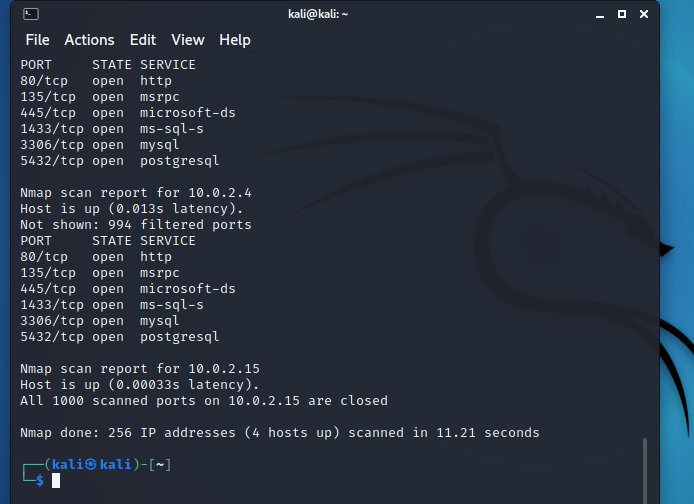 kali@kali: ~
File Actions Edit View Help
PORT     STATE SERVICE
80/tcp   open  http
135/tcp  open  msrpc
445/tcp  open  microsoft-ds
1433/tcp open  ms-sql-s
3306/tcp open  mysql
5432/tcp open  postgresql
Nmap scan report for 10.0.2.4
Host is up (0.013s latency).
Not shown: 994 filtered ports
PORT     STATE SERVICE
80/tcp   open  http
135/tcp  open  msrpc
445/tcp  open  microsoft-ds
1433/tcp open  ms-sql-s
3306/tcp open  mysql
5432/tcp open  postgresql
Nmap scan report for 10.0.2.15
Host is up (0.00033s latency).
All 1000 scanned ports on 10.0.2.15 are closed
Nmap done: 256 IP addresses (4 hosts up) scanned in 11.21 seconds
┌──(kali㉿kali)-[~]
└─$